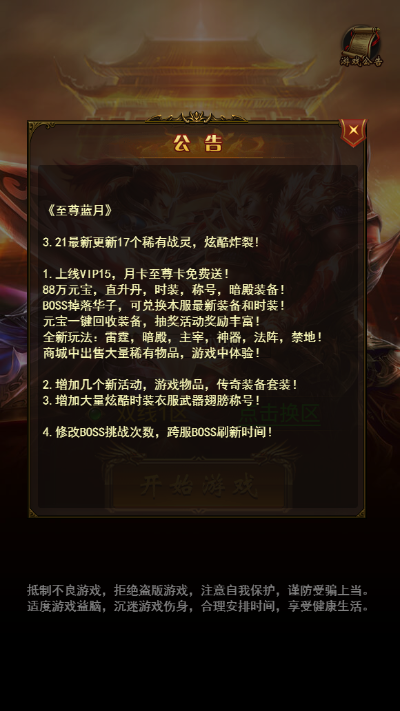 游戏公告
公告
《至尊蓝月》
3.21最新更新17个稀有战灵，炫酷炸裂!
1.上线VIP15，月卡至尊卡免费送!
88万元宝，直升丹，时装，称号，暗殿装备!
BOSS掉落华子，可兑换本服最新装备和时装!
元宝一键回收装备，抽奖活动奖励丰富!
全新玩法：雷霆，暗殿，主宰，神器，法阵，禁地!
商城中出售大量稀有物品，游戏中体验!
2.增加几个新活动，游戏物品，传奇装备套装!
3.增加大量炫酷时装衣服武器翅膀称号!
双线1区 点击换区
4.修改BOSS挑战次数，跨服BOSS刷新时间!
开始游戏
抵制不良游戏，拒绝盗版游戏，注意自我保护，谨防受骗上当。
适度游戏益脑，沉迷游戏伤身，合理安排时间，享受健康生活。